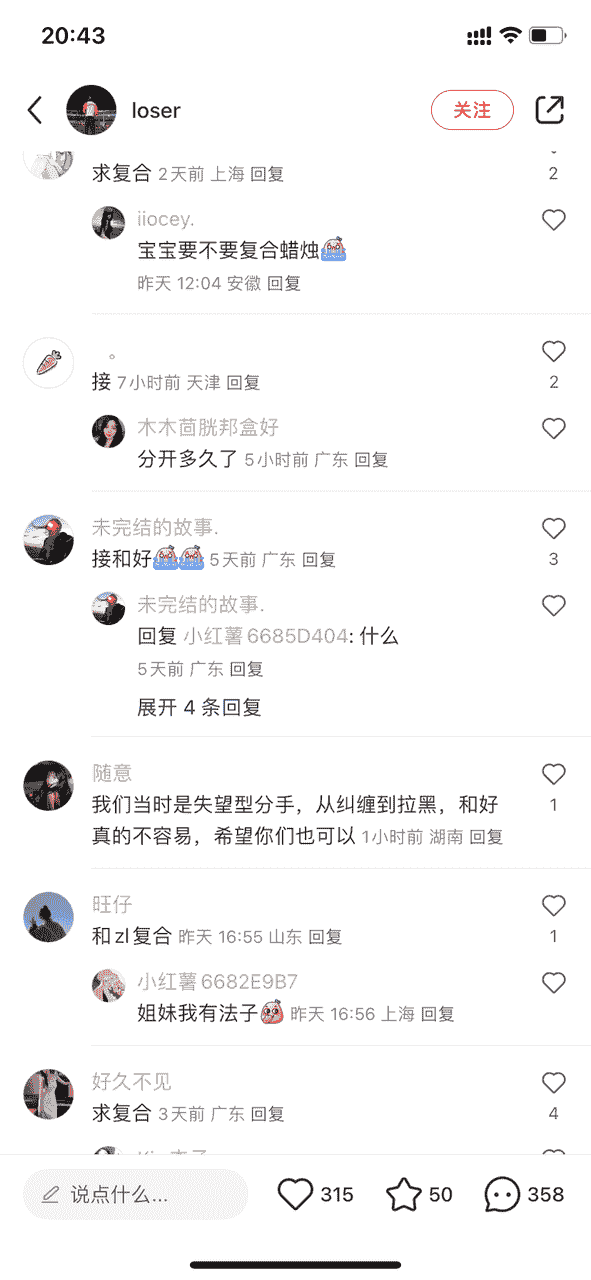 20:43
loser
关注
求复合 2天前 上海 回复
2
iiocey.
宝宝要不要复合蜡烛
昨天 12:04 安徽 回复
。
接 7小时前 天津 回复
2
木木茴胱邦盒好
分开多久了 5小时前 广东 回复
未完结的故事.
接和好 5天前 广东 回复
3
未完结的故事.
回复 小红薯6685D404: 什么
5天前 广东 回复
展开 4 条回复
随意
我们当时是失望型分手，从纠缠到拉黑，和好
1
真的不容易，希望你们也可以 1小时前 湖南 回复
旺仔
和zl复合 昨天 16:55 山东 回复
1
小红薯6682E9B7
姐妹我有法子 昨天 16:56 上海 回复
好久不见
求复合 3天前 广东 回复
4
说点什么...
315
50
358